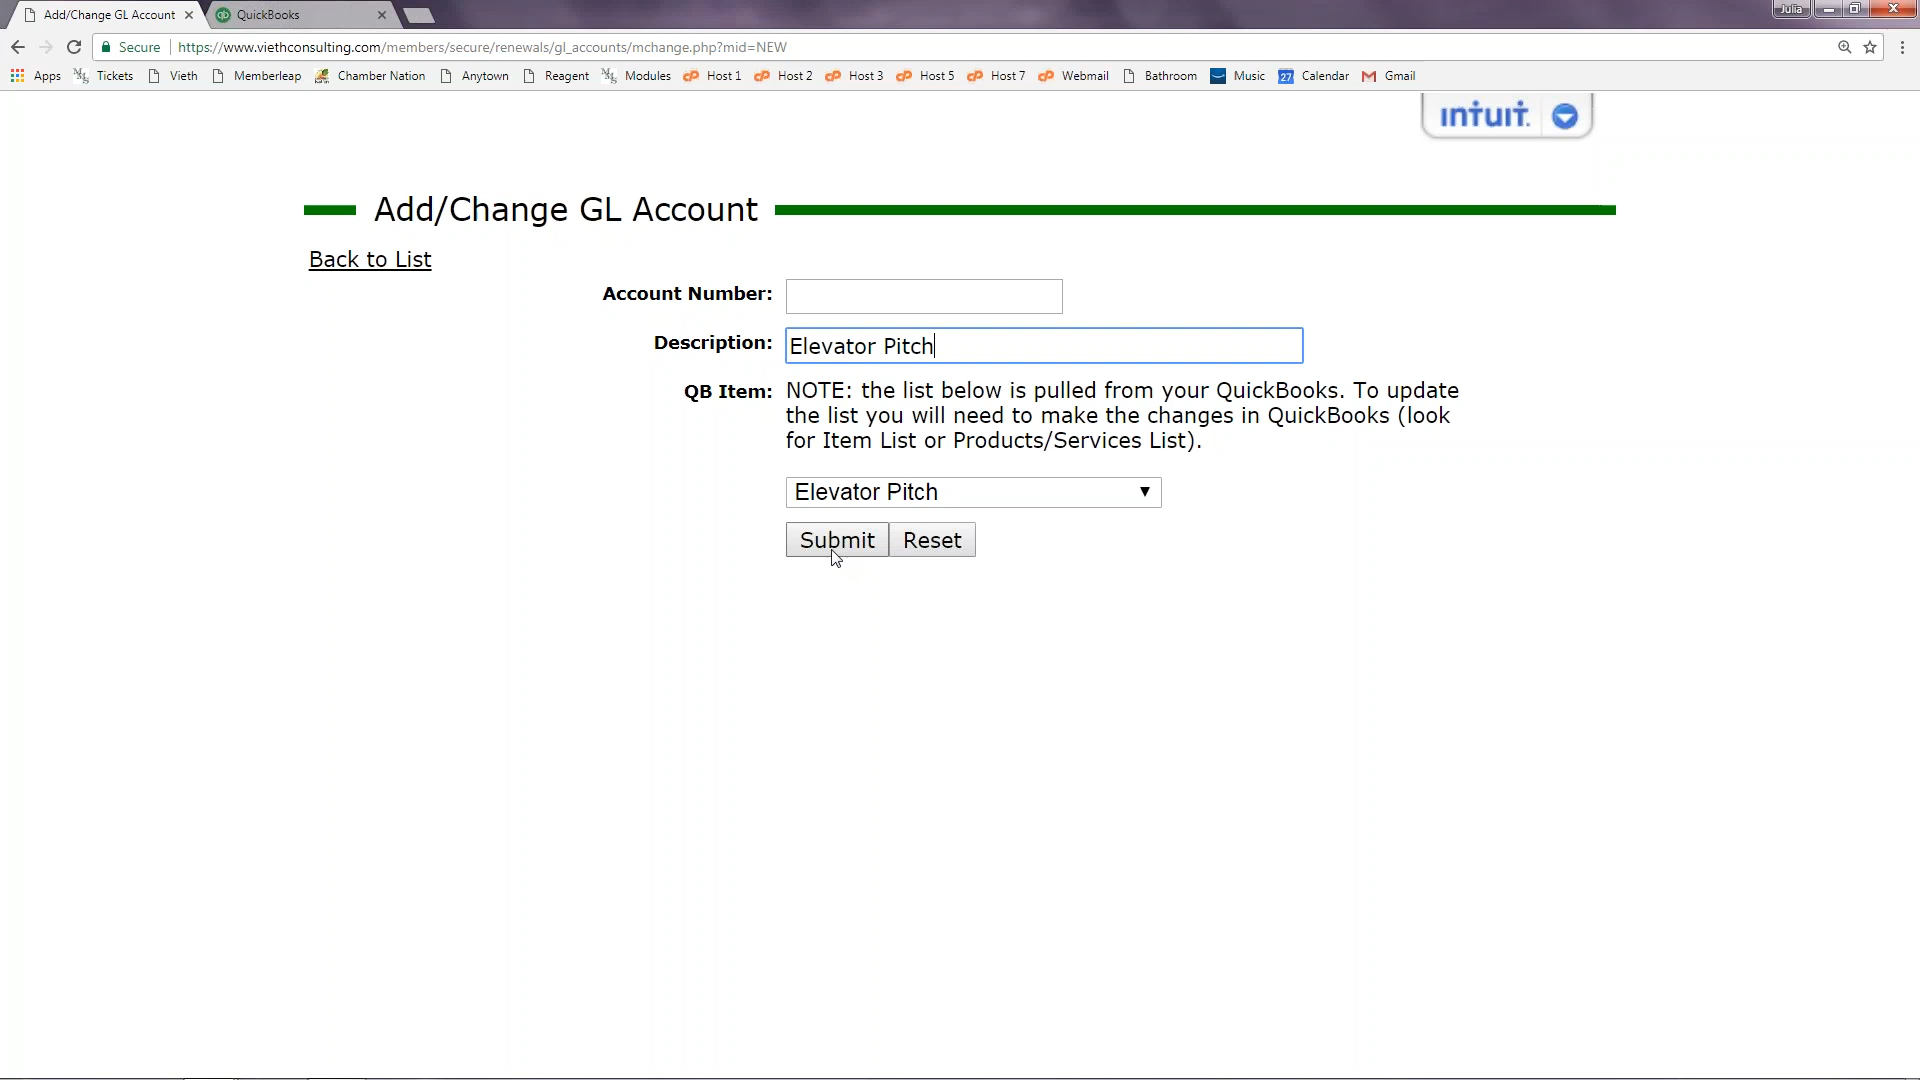 Add/Change GL Account
QuickBooks
Julia
Secure
https://www.viethconsulting.com/members/secure/renewals/gl_accounts/mchange.php?mid=NEW
Apps
Tickets
Vieth
Memberleap
Chamber Nation
Anytown
Reagent
Modules
Host 1
Host 2
Host 3
Host 5
Host 7
Webmail
Bathroom
27
Music
Calendar
Gmail
intuit.
Add/Change GL Account
Back to List
Account Number:
Description:
Elevator Pitch
QB Item:
NOTE: the list below is pulled from your QuickBooks. To update
the list you will need to make the changes in QuickBooks (look
for Item List or Products/Services List).
Elevator Pitch
Submit
Reset